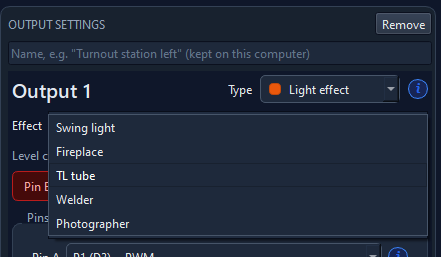 OUTPUT SETTINGS Remove
Name, e.g. "Turnout station left" (kept on this computer)
Output 1 Type Light effect i
Effect
Swing light
Fireplace
Level c
TL tube
Pin
Welder
Photographer
Pins
Pin A P1 (D3) PWM i